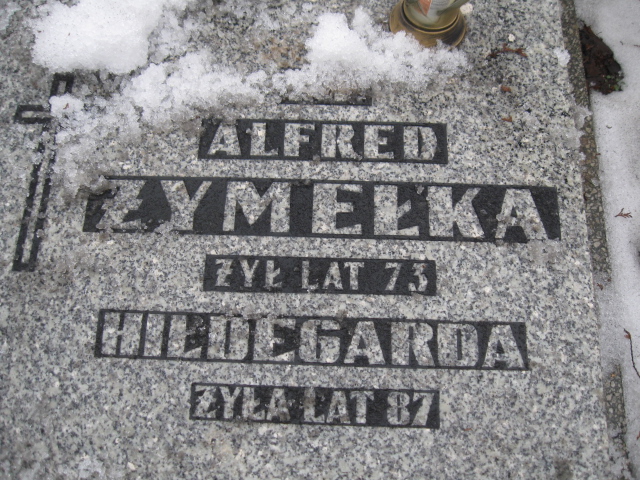 ALFRED
ŻYMEŁKA
ŻYŁ LAT 73
HILDEGARDA
ŻYŁA LAT 87